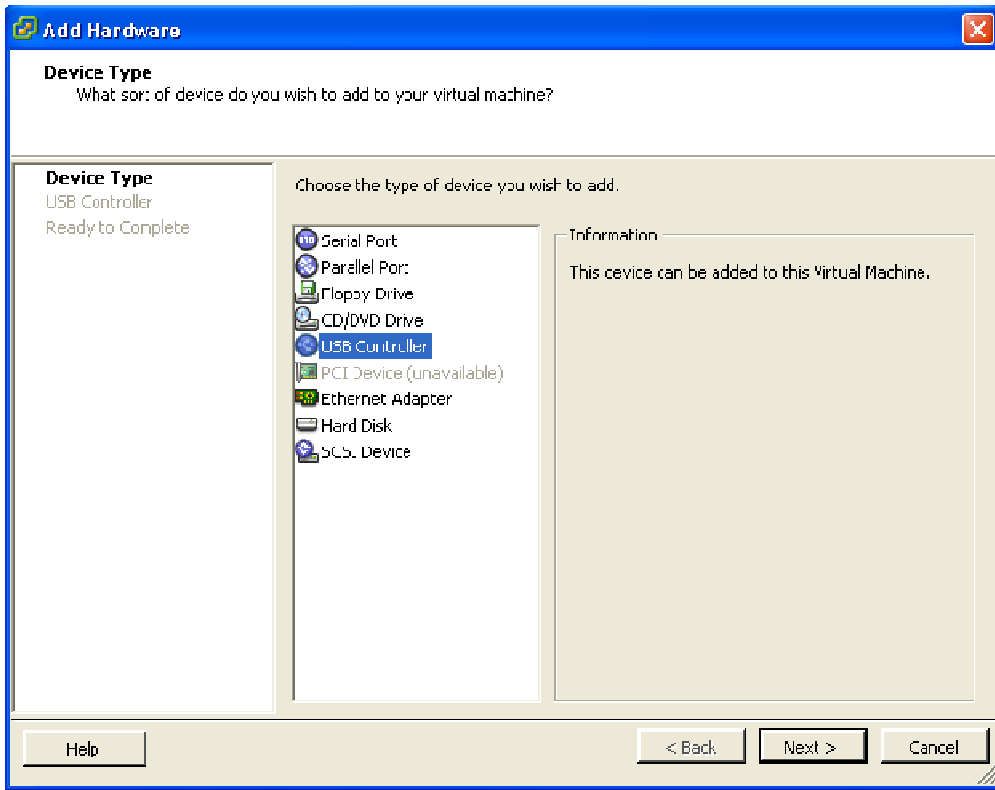 Add Hardware
Device Type
What sort of device do you wish to add to your virtual machine?
Device Type
USB Controller
Ready to Complete
Choose the type of device you wish to add.
Serial Port
Parallel Port
Floppy Drive
CD/DVD Drive
USB Controller
PCI Device (unavailable)
Ethernet Adapter
Hard Disk
SCSI Device
Information
This device can be added to this Virtual Machine.
Help
< Back
Next >
Cancel